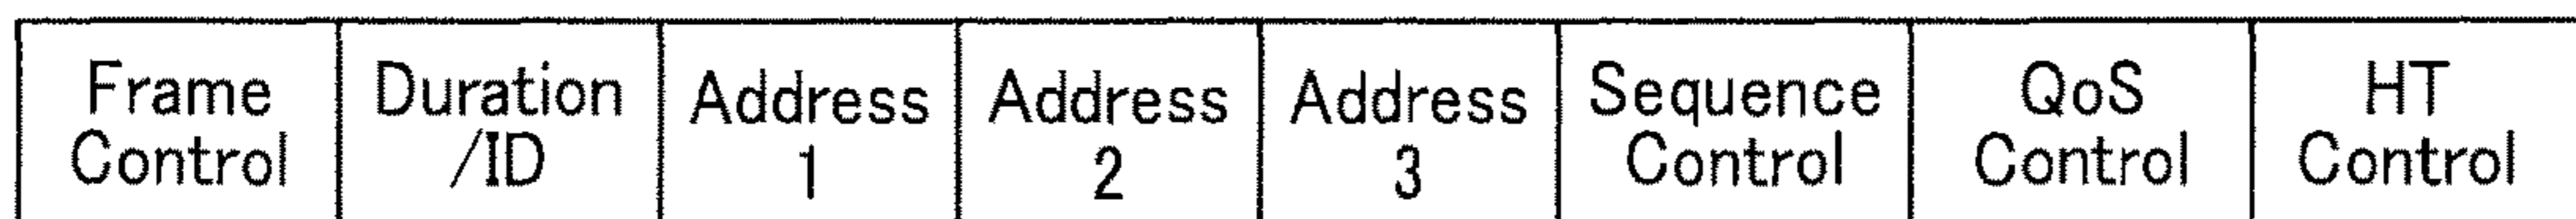 Frame
Control
Duration
/ID
Address
1
Address
2
Address
3
Sequence
Control
QoS
Control
HT
Control